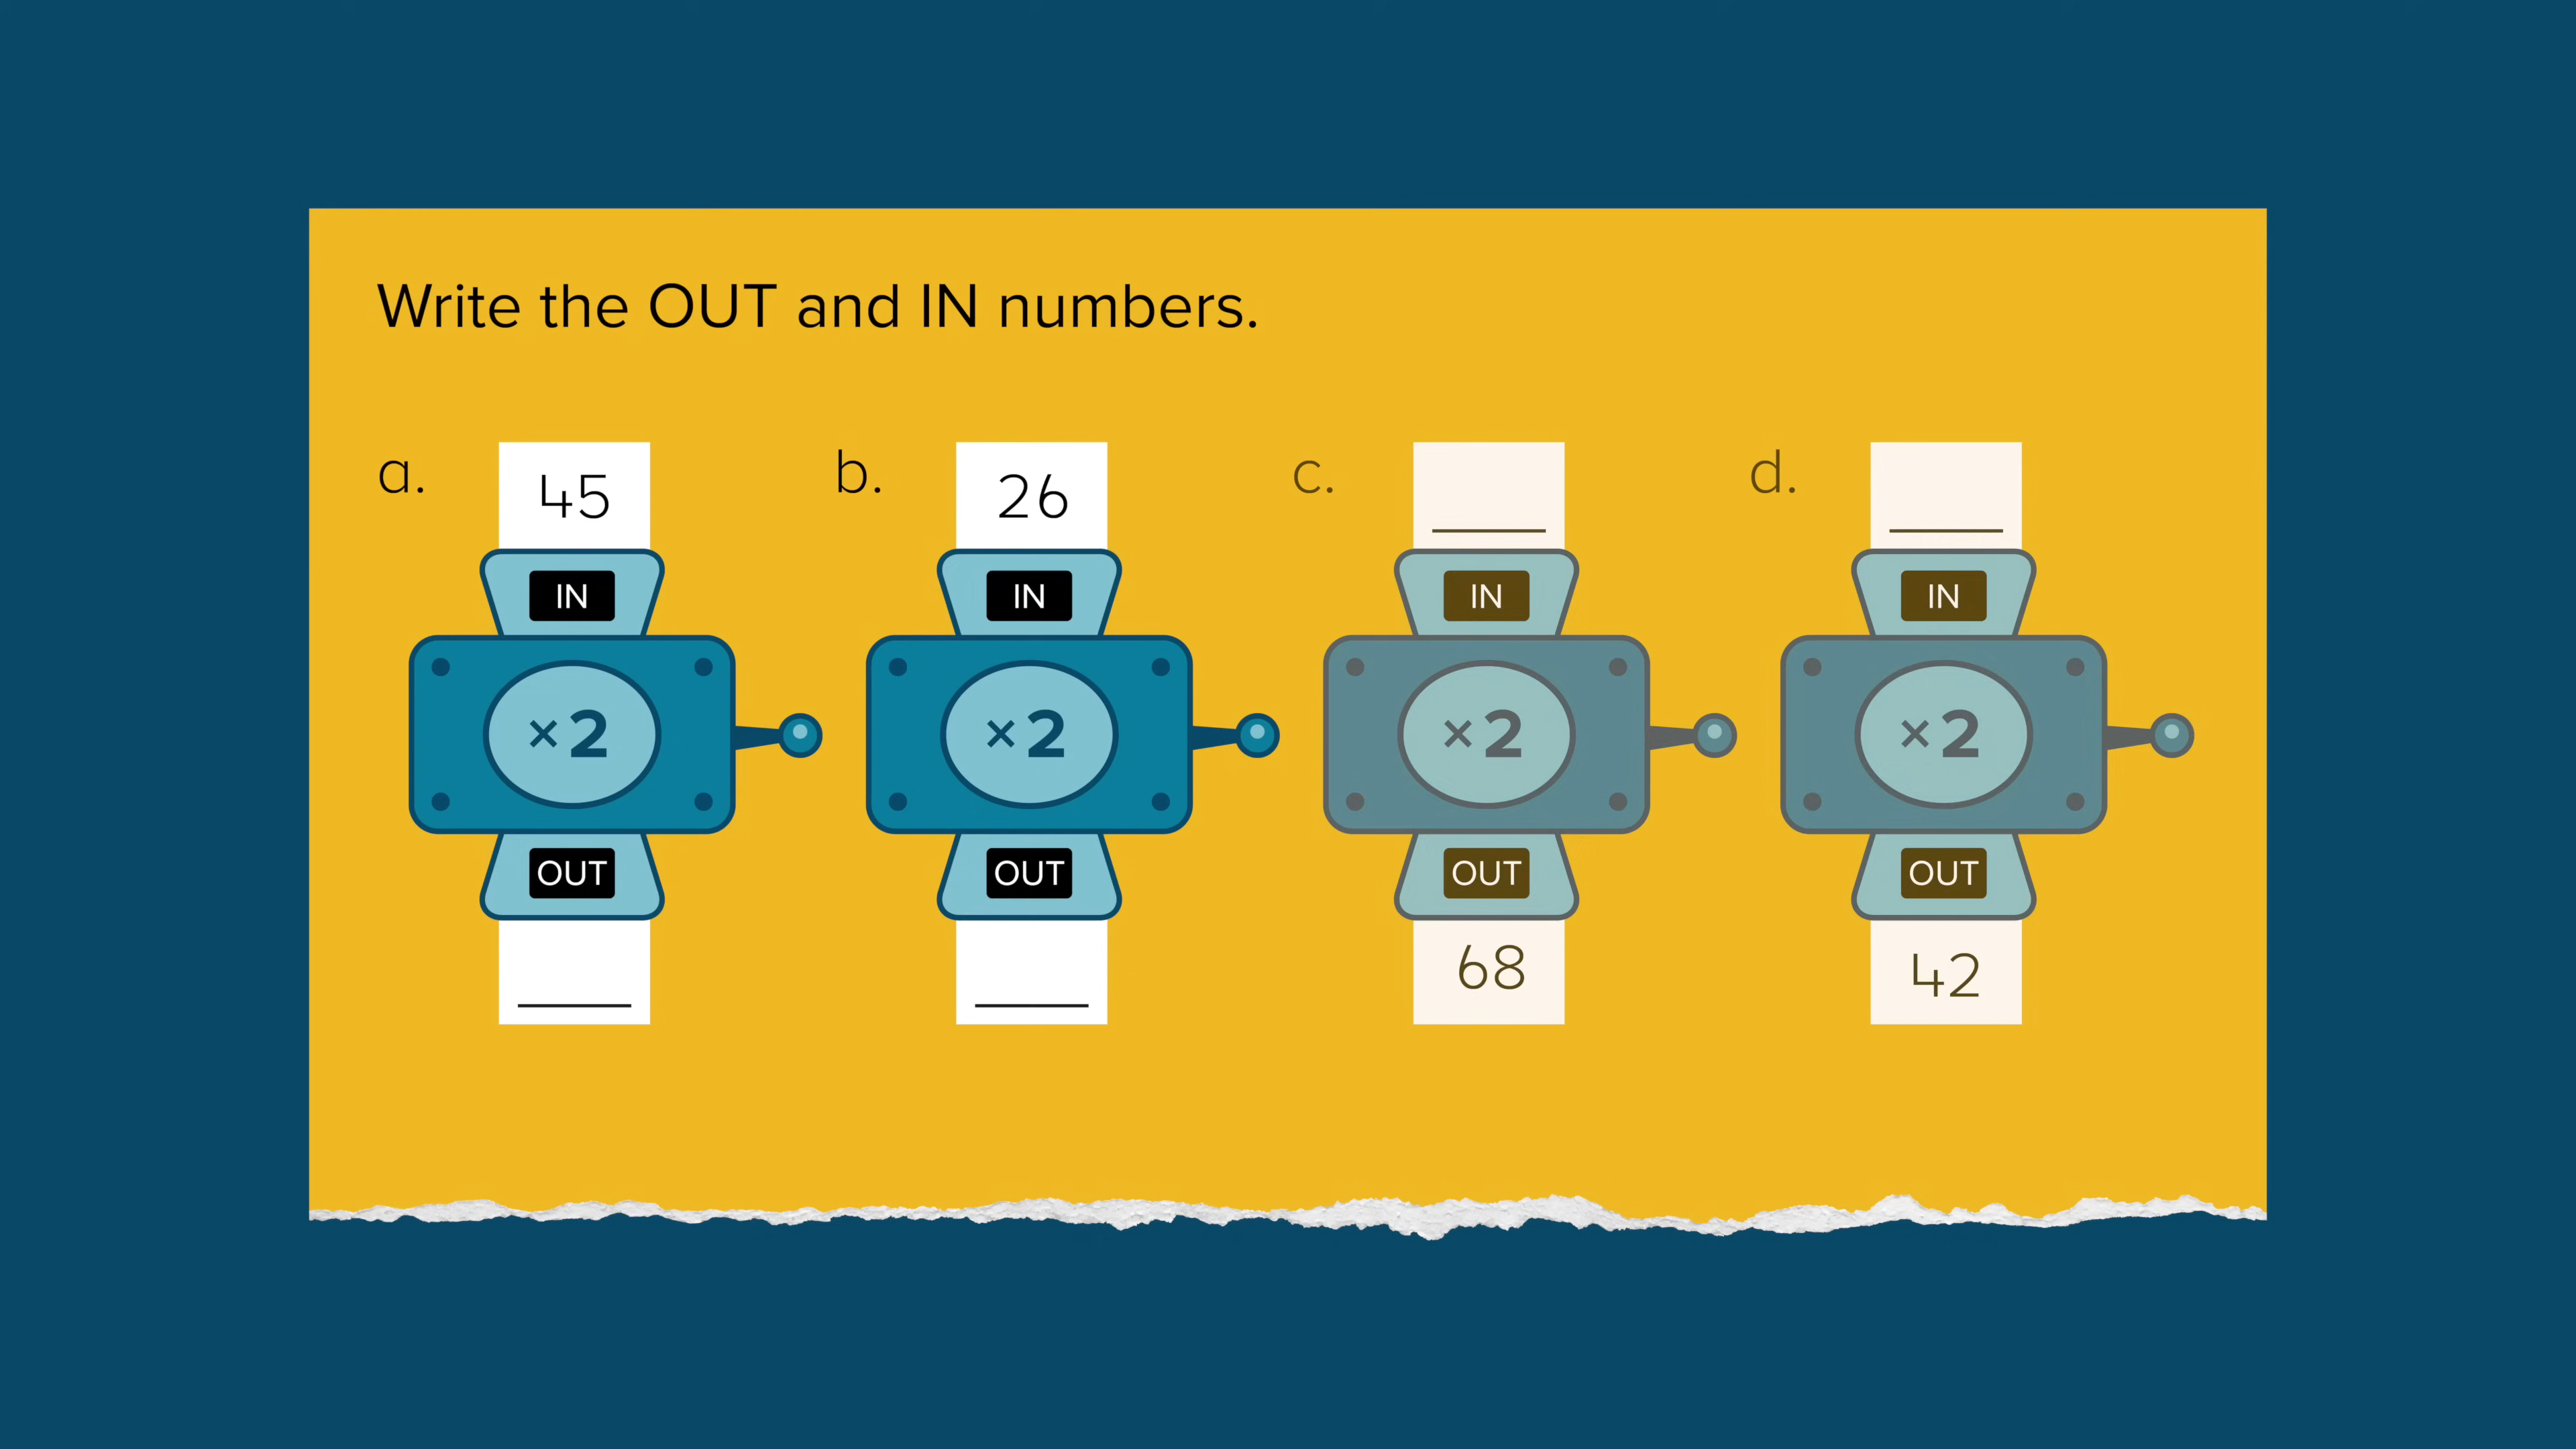 Write the OUT and IN numbers.
a. 45
IN
×2
OUT
b. 26
IN
×2
OUT
c.
IN
×2
OUT
68
d.
IN
×2
OUT
42